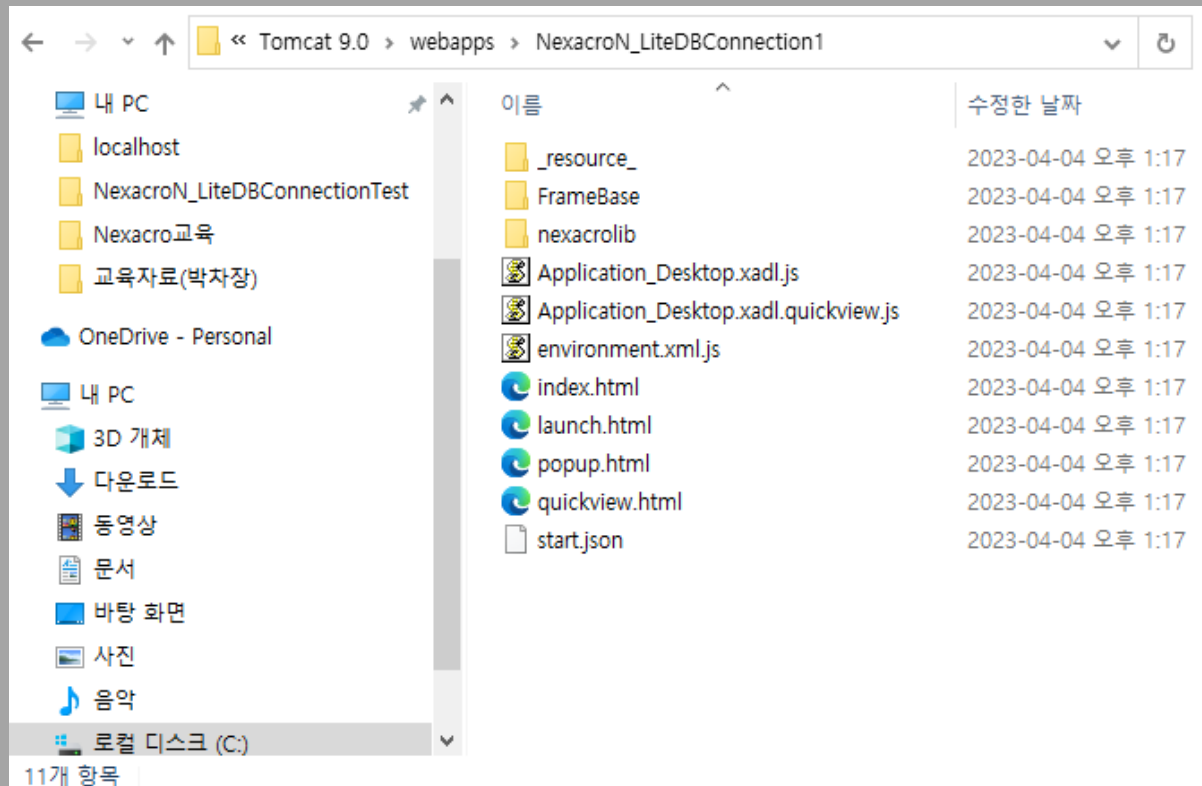 « Tomcat 9.0 › webapps › NexacroN_LiteDBConnection1
내 PC
localhost
NexacroN_LiteDBConnectionTest
Nexacro교육
교육자료(박차장)
OneDrive - Personal
내 PC
3D 개체
다운로드
동영상
문서
바탕 화면
사진
음악
로컬 디스크 (C:)
이름 수정한 날짜
_resource_ 2023-04-04 오후 1:17
FrameBase 2023-04-04 오후 1:17
nexacrolib 2023-04-04 오후 1:17
Application_Desktop.xadl.js 2023-04-04 오후 1:17
Application_Desktop.xadl.quickview.js 2023-04-04 오후 1:17
environment.xml.js 2023-04-04 오후 1:17
index.html 2023-04-04 오후 1:17
launch.html 2023-04-04 오후 1:17
popup.html 2023-04-04 오후 1:17
quickview.html 2023-04-04 오후 1:17
start.json 2023-04-04 오후 1:17
11개 항목